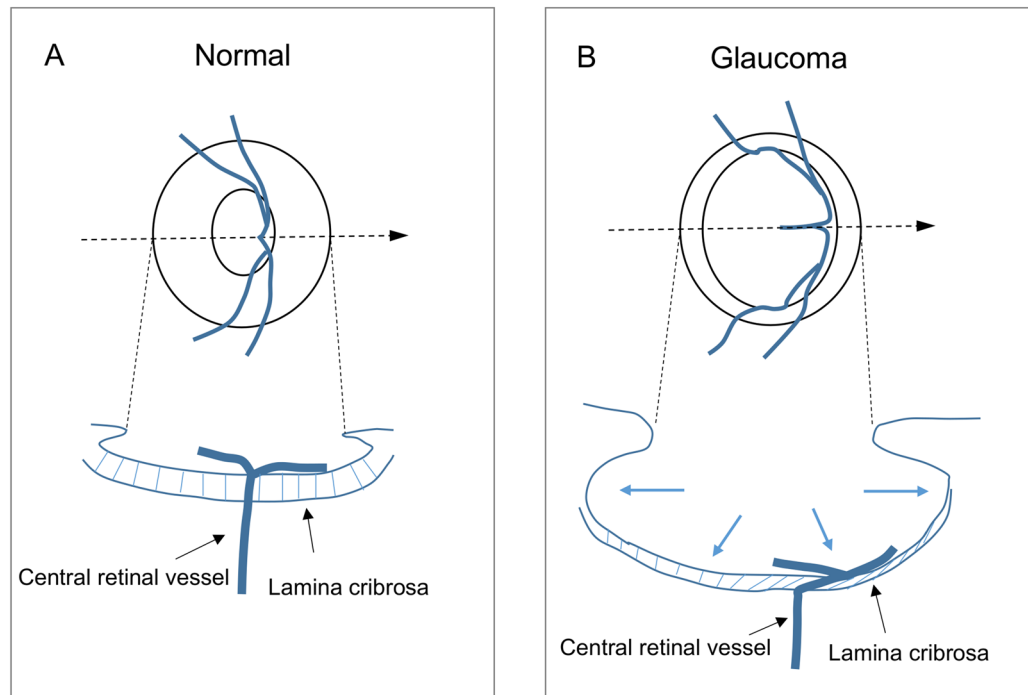 A
Normal
Central retinal vessel
Lamina cribrosa
B
Glaucoma
Central retinal vessel
Lamina cribrosa